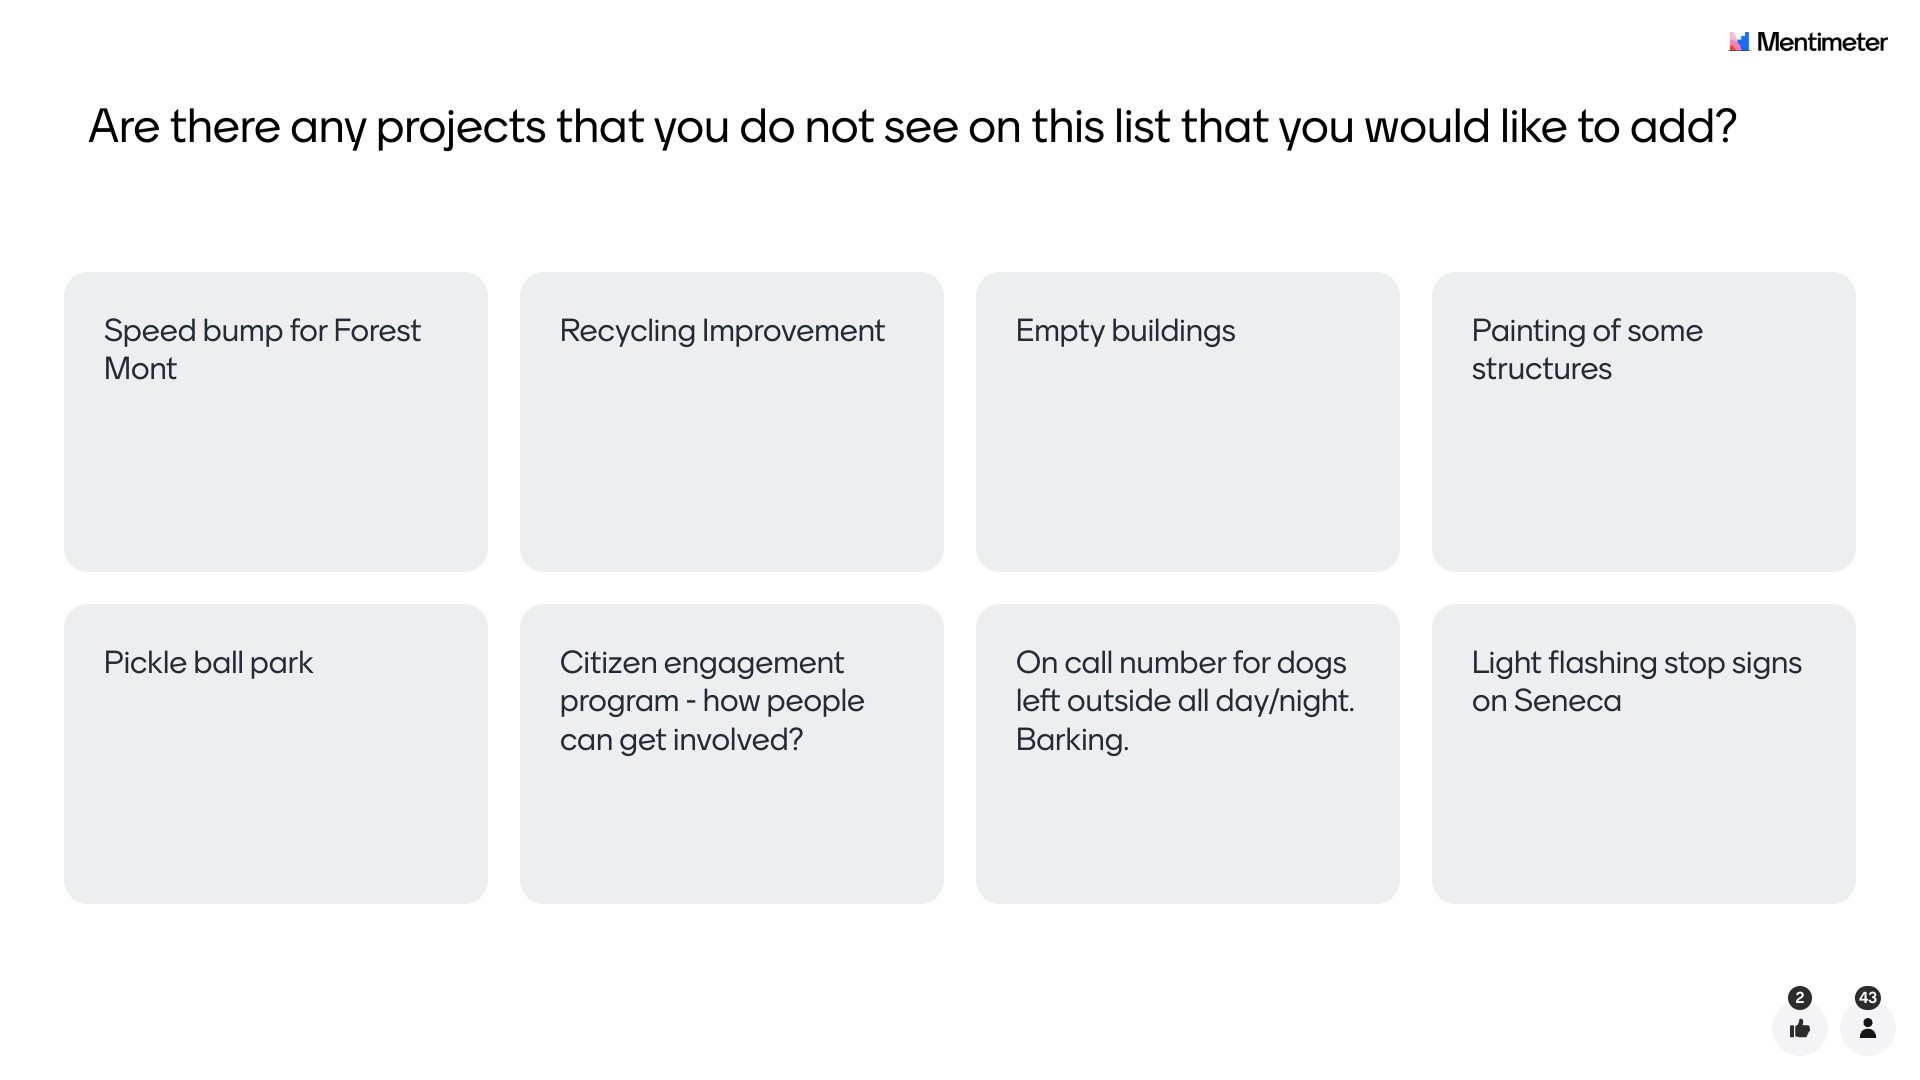 Mentimeter
Are there any projects that you do not see on this list that you would like to add?
Speed bump for Forest
Mont
Recycling Improvement
Empty buildings
Painting of some
structures
Pickle ball park
Citizen engagement
program - how people
can get involved?
On call number for dogs
left outside all day/night.
Barking.
Light flashing stop signs
on Seneca
2
43